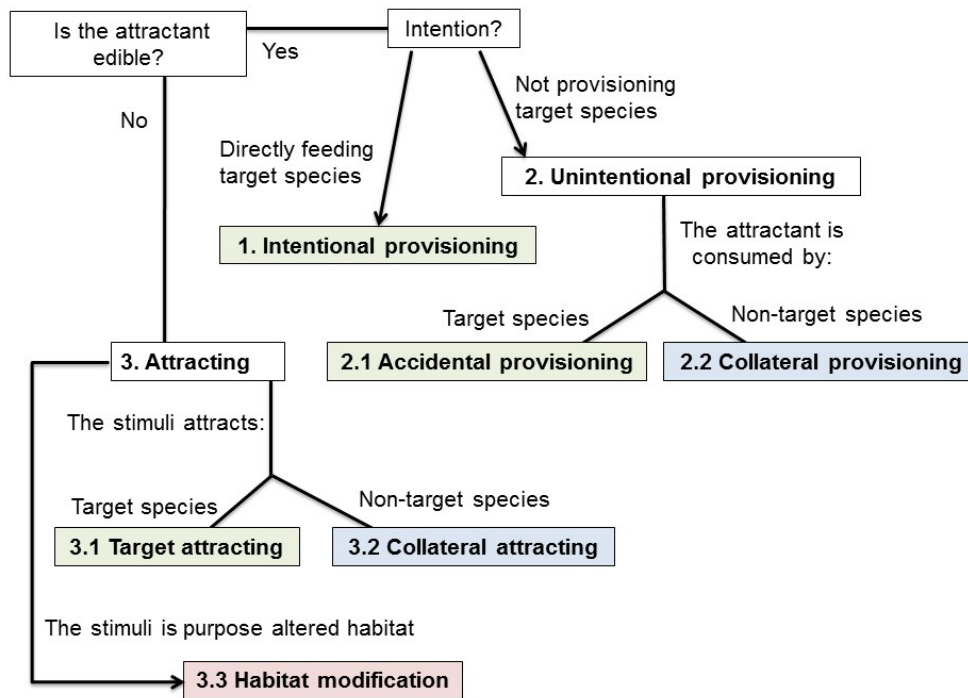 Is the attractant
edible?
Yes
Intention?
No
Directly feeding
target species
Not provisioning
target species
1. Intentional provisioning
2. Unintentional provisioning
The attractant is
consumed by:
Target species
Non-target species
2.1 Accidental provisioning
2.2 Collateral provisioning
3. Attracting
The stimuli attracts:
Target species
Non-target species
3.1 Target attracting
3.2 Collateral attracting
The stimuli is purpose altered habitat
3.3 Habitat modification